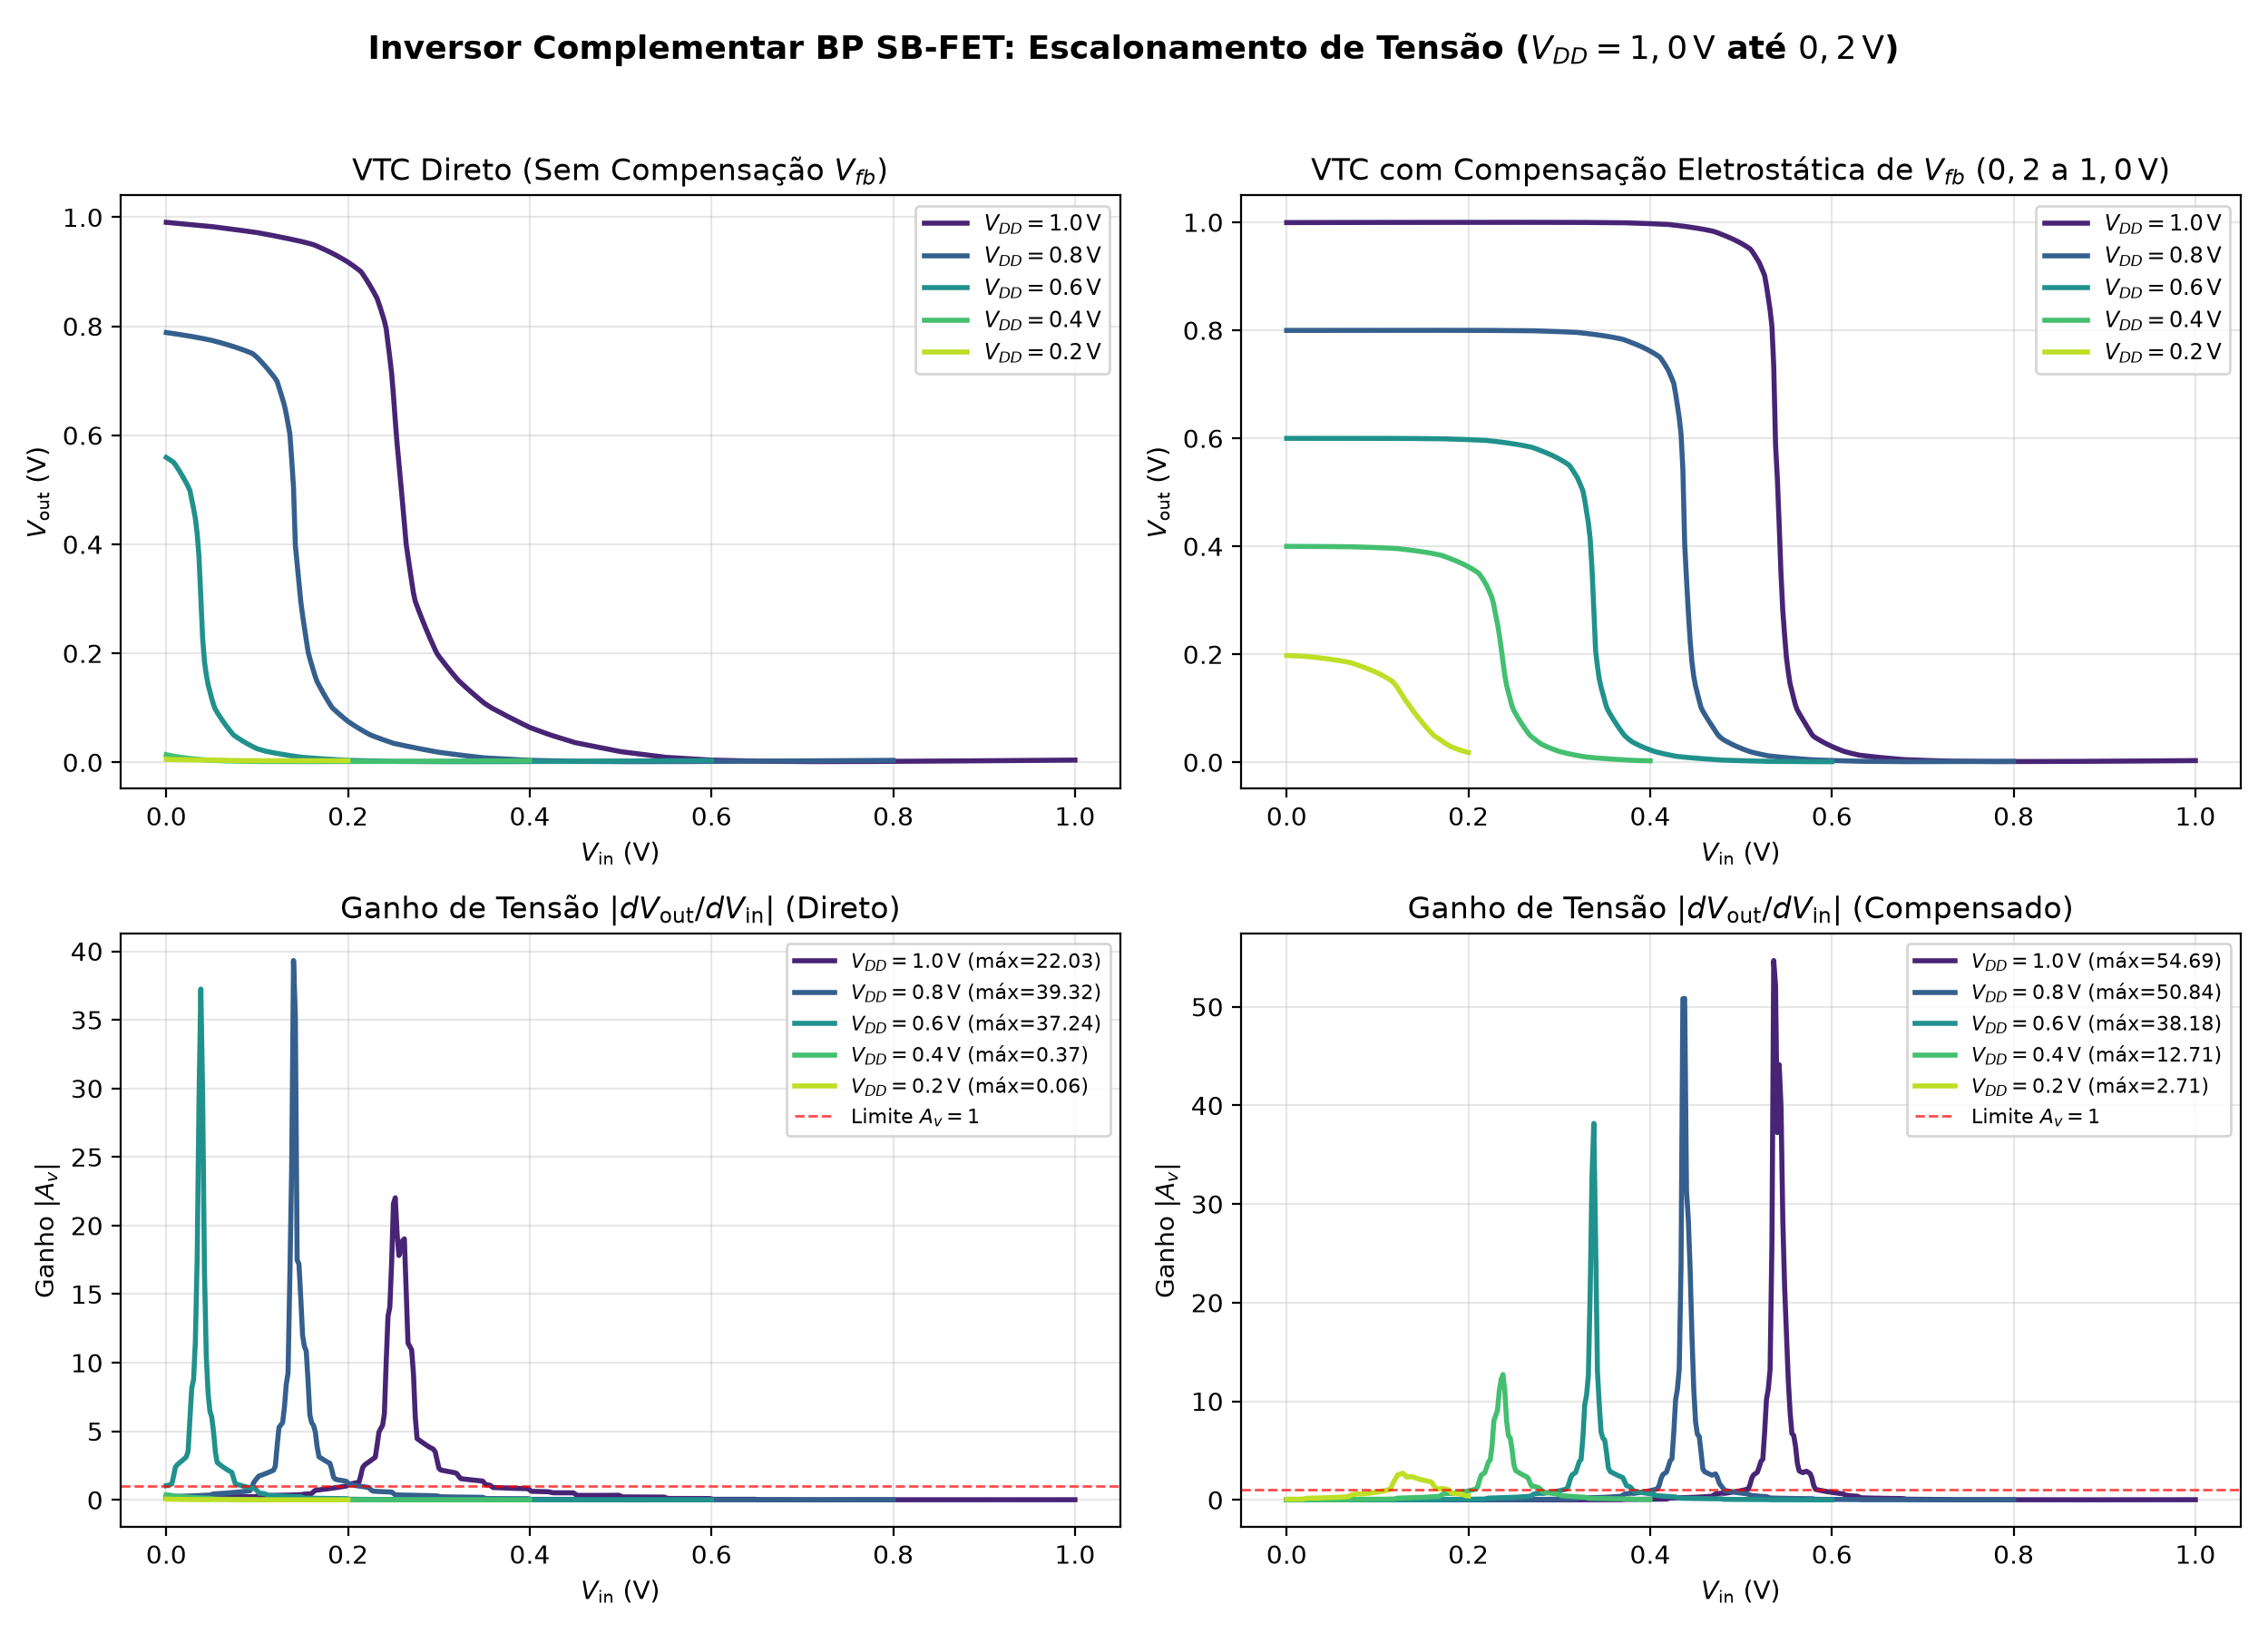 Inversor Complementar BP SB-FET: Escalonamento de Tensão (V_DD = 1,0 V até 0,2 V)
VTC Direto (Sem Compensação V_fb)
V_out (V)
1.0
0.8
0.6
0.4
0.2
0.0
V_DD = 1.0 V
V_DD = 0.8 V
V_DD = 0.6 V
V_DD = 0.4 V
V_DD = 0.2 V
0.0 0.2 0.4 0.6 0.8 1.0
V_in (V)
VTC com Compensação Eletrostática de V_fb (0,2 a 1,0 V)
V_out (V)
1.0
0.8
0.6
0.4
0.2
0.0
V_DD = 1.0 V
V_DD = 0.8 V
V_DD = 0.6 V
V_DD = 0.4 V
V_DD = 0.2 V
0.0 0.2 0.4 0.6 0.8 1.0
V_in (V)
Ganho de Tensão |dV_out/dV_in| (Direto)
Ganho |A_v|
40
35
30
25
20
15
10
5
0
V_DD = 1.0 V (máx=22.03)
V_DD = 0.8 V (máx=39.32)
V_DD = 0.6 V (máx=37.24)
V_DD = 0.4 V (máx=0.37)
V_DD = 0.2 V (máx=0.06)
Limite A_v = 1
0.0 0.2 0.4 0.6 0.8 1.0
V_in (V)
Ganho de Tensão |dV_out/dV_in| (Compensado)
Ganho |A_v|
50
40
30
20
10
0
V_DD = 1.0 V (máx=54.69)
V_DD = 0.8 V (máx=50.84)
V_DD = 0.6 V (máx=38.18)
V_DD = 0.4 V (máx=12.71)
V_DD = 0.2 V (máx=2.71)
Limite A_v = 1
0.0 0.2 0.4 0.6 0.8 1.0
V_in (V)